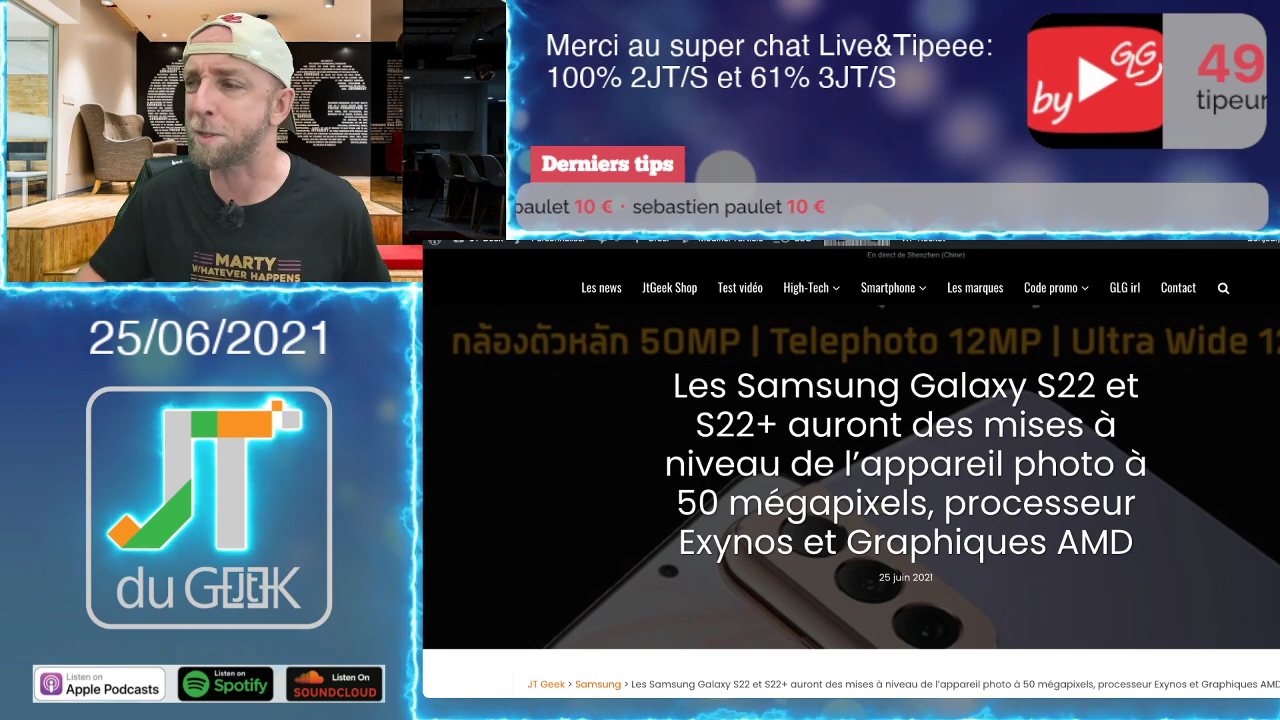 MARTY
WHATEVER HAPPENS
Merci au super chat Live&Tipeee:
100% 2JT/S et 61% 3JT/S
by GLG
49
tipeur
Derniers tips
paulet 10 € · sebastien paulet 10 €
25/06/2021
JT
du GEEK
Jt
Listen on
Apple Podcasts
Listen on
Spotify
Listen On
SOUNDCLOUD
En direct de Shenzhen (Chine)
Les news JtGeek Shop Test vidéo High-Tech Smartphone Les marques Code promo GLG irl Contact
กล้องตัวหลัก 50MP | Telephoto 12MP | Ultra Wide 12
Les Samsung Galaxy S22 et
S22+ auront des mises à
niveau de l’appareil photo à
50 mégapixels, processeur
Exynos et Graphiques AMD
25 juin 2021
JT Geek > Samsung > Les Samsung Galaxy S22 et S22+ auront des mises à niveau de l’appareil photo à 50 mégapixels, processeur Exynos et Graphiques AMD